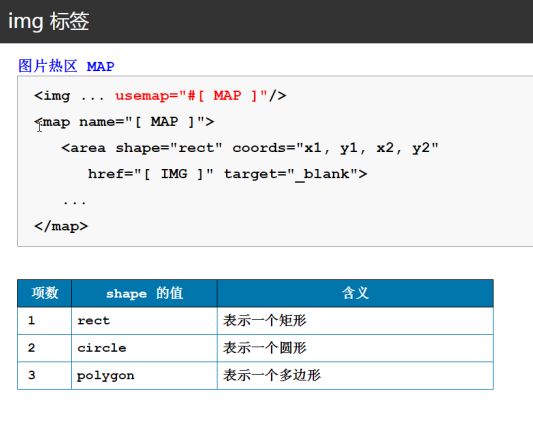 img 标签
图片热区 MAP
<img ... usemap="#[ MAP ]"/>
<map name="[ MAP ]">
<area shape="rect" coords="x1, y1, x2, y2"
href="[ IMG ]" target="_blank">
...
</map>
项数 shape 的值 含义
1 rect 表示一个矩形
2 circle 表示一个圆形
3 polygon 表示一个多边形